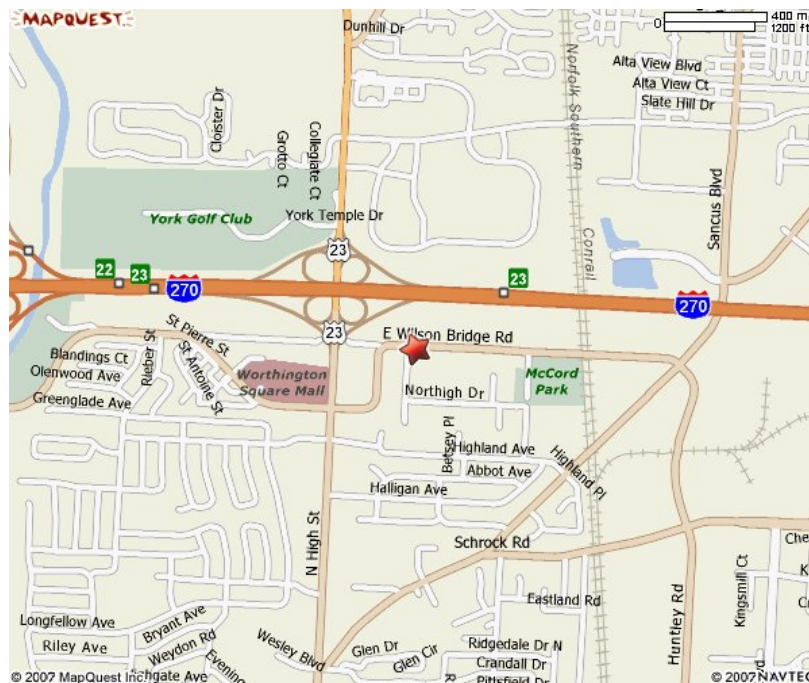 MAPQUEST
0 400 m
1200 ft
Dunhill Dr
Alta View Blvd
Alta View Ct
Slate Hill Dr
Norfolk Southern
Cloister Dr
Grotto Ct
Collegiate Ct
York Golf Club
York Temple Dr
Sancus Blvd
Conrail
23
22
23
270
23
270
23
E Wilson Bridge Rd
St Pierre St
Blandings Ct
Olenwood Ave
Rieber St
St Antoine St
Worthington
Square Mall
McCord
Park
Greenglade Ave
Northigh Dr
Betsey Pl
Highland Ave
Abbot Ave
Highland Pl
Halligan Ave
N High St
Schrock Rd
Huntley Rd
Kingsmill Ct
Eastland Rd
Longfellow Ave
Bryant Ave
Riley Ave
Weydon Rd
Wesley Blvd
Glen Dr
Glen Cir
Ridgedale Dr N
Crandall Dr
Pittsfield Dr
© 2007 MapQuest Inc
© 2007 NAVTEQ